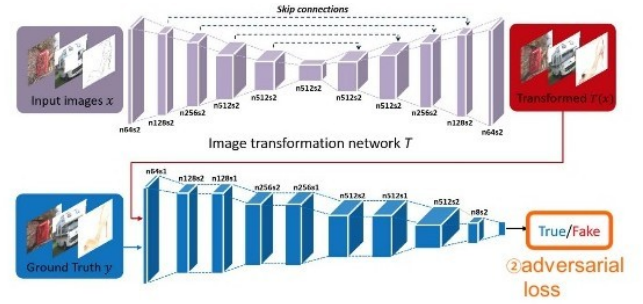 Skip connections
Input images x
n64s2
n128s2
n256s2
n512s2
n512s2
n512s2
n512s2
n512s2
n256s2
n128s2
n64s2
Transformed T(x)
Image transformation network T
n64s1
n128s2
n128s1
n256s2
n256s1
n512s2
n512s1
n512s2
n8s2
Ground Truth y
True/Fake
②adversarial
loss